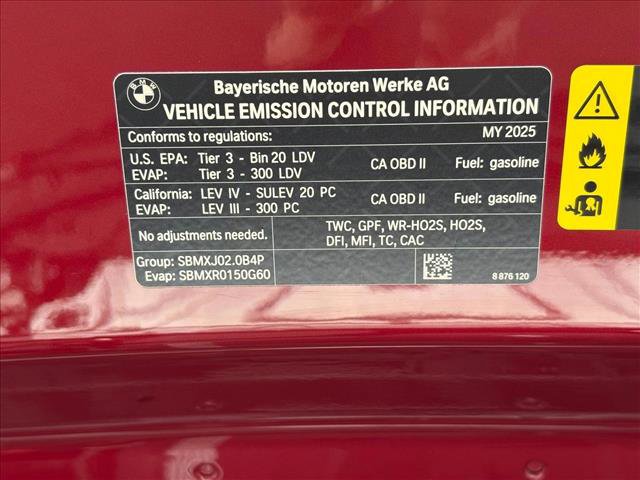 BMW
Bayerische Motoren Werke AG
VEHICLE EMISSION CONTROL INFORMATION
Conforms to regulations: MY 2025
U.S. EPA: Tier 3 - Bin 20 LDV CA OBD II Fuel: gasoline
EVAP: Tier 3 - 300 LDV
California: LEV IV - SULEV 20 PC CA OBD II Fuel: gasoline
EVAP: LEV III - 300 PC
No adjustments needed. TWC, GPF, WR-HO2S, HO2S,
DFI, MFI, TC, CAC
Group: SBMXJ02.0B4P
Evap: SBMXR0150G60
8 876 120